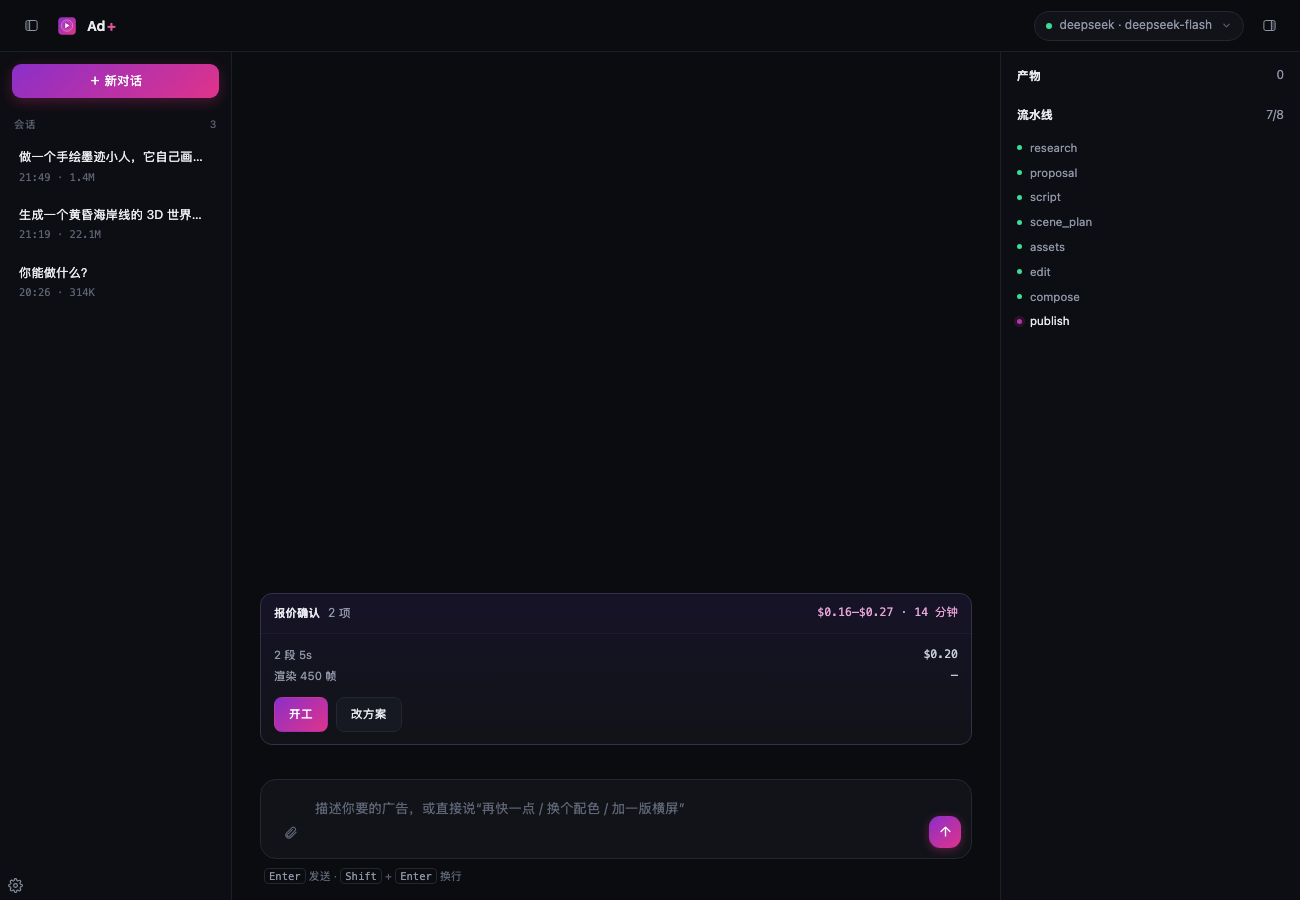 Ad+
deepseek · deepseek-flash
+ 新对话
会话 3
做一个手绘墨迹小人，它自己画...
21:49 · 1.4M
生成一个黄昏海岸线的 3D 世界...
21:19 · 22.1M
你能做什么?
20:26 · 314K
报价确认 2 项 $0.16—$0.27 · 14 分钟
2 段 5s $0.20
渲染 450 帧 —
开工 改方案
描述你要的广告，或直接说“再快一点 / 换个配色 / 加一版横屏”
Enter 发送 · Shift + Enter 换行
产物 0
流水线 7/8
research
proposal
script
scene_plan
assets
edit
compose
publish